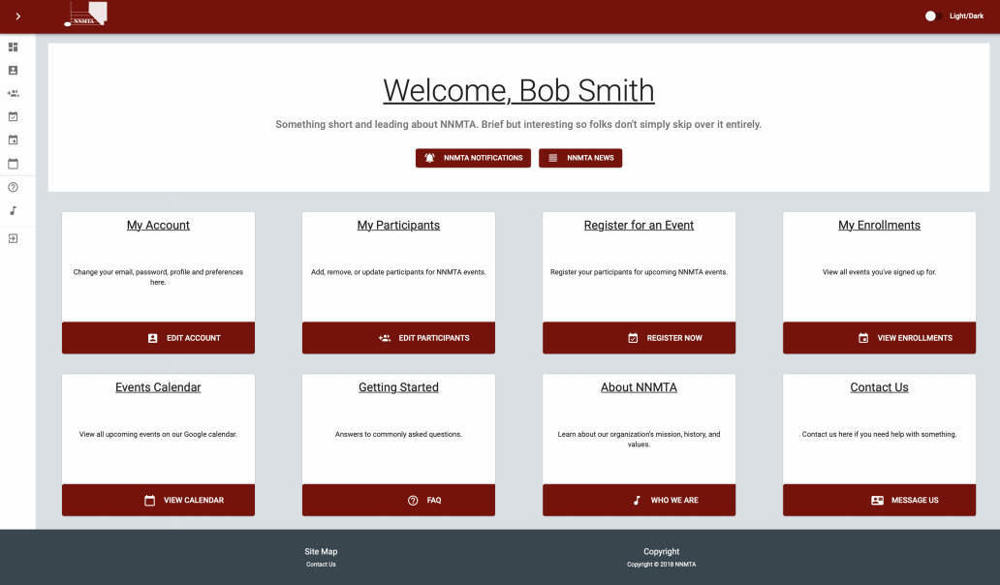 NNMTA
Light/Dark
Welcome, Bob Smith
Something short and leading about NNMTA. Brief but interesting so folks don't simply skip over it entirely.
NNMTA NOTIFICATIONS
NNMTA NEWS
My Account
Change your email, password, profile and preferences
here.
EDIT ACCOUNT
My Participants
Add, remove, or update participants for NNMTA events.
EDIT PARTICIPANTS
Register for an Event
Register your participants for upcoming NNMTA events.
REGISTER NOW
My Enrollments
View all events you've signed up for.
VIEW ENROLLMENTS
Events Calendar
View all upcoming events on our Google calendar.
VIEW CALENDAR
Getting Started
Answers to commonly asked questions.
FAQ
About NNMTA
Learn about our organization's mission, history, and
values.
WHO WE ARE
Contact Us
Contact us here if you need help with something.
MESSAGE US
Site Map
Contact Us
Copyright
Copyright © 2018 NNMTA